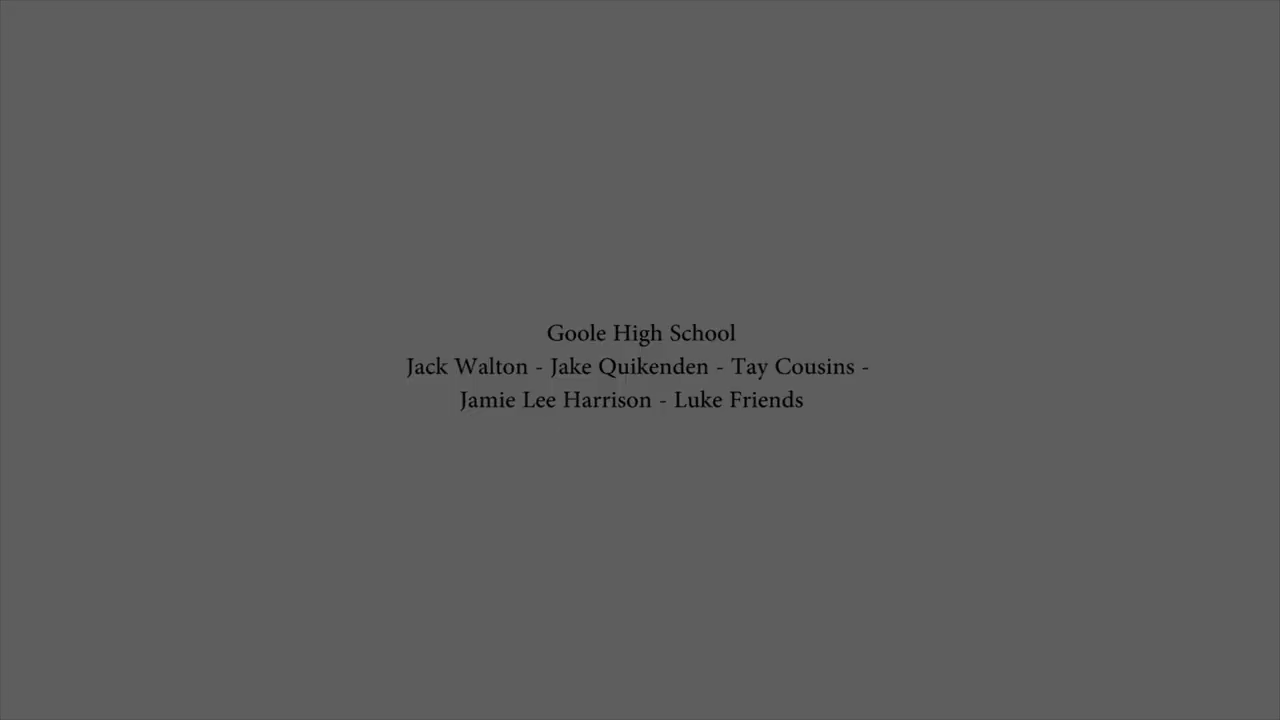 Goole High School
Jack Walton - Jake Quikenden - Tay Cousins -
Jamie Lee Harrison - Luke Friends